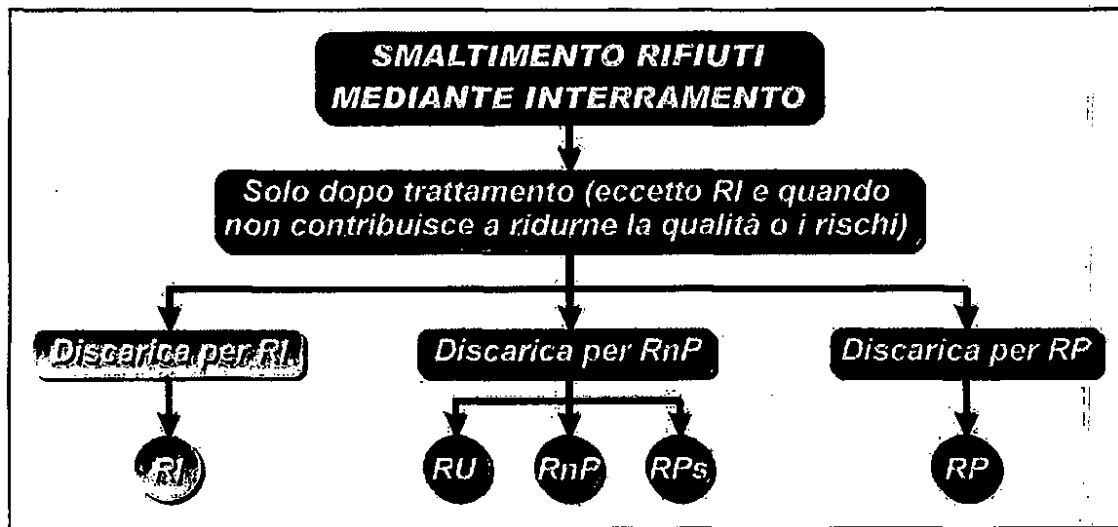 SMALTIMENTO RIFIUTI
MEDIANTE INTERRAMENTO
Solo dopo trattamento (eccetto RI e quando
non contribuisce a ridurne la qualità o i rischi)
Discarica per RI
Discarica per RnP
Discarica per RP
RI
RU
RnP
RPs
RP